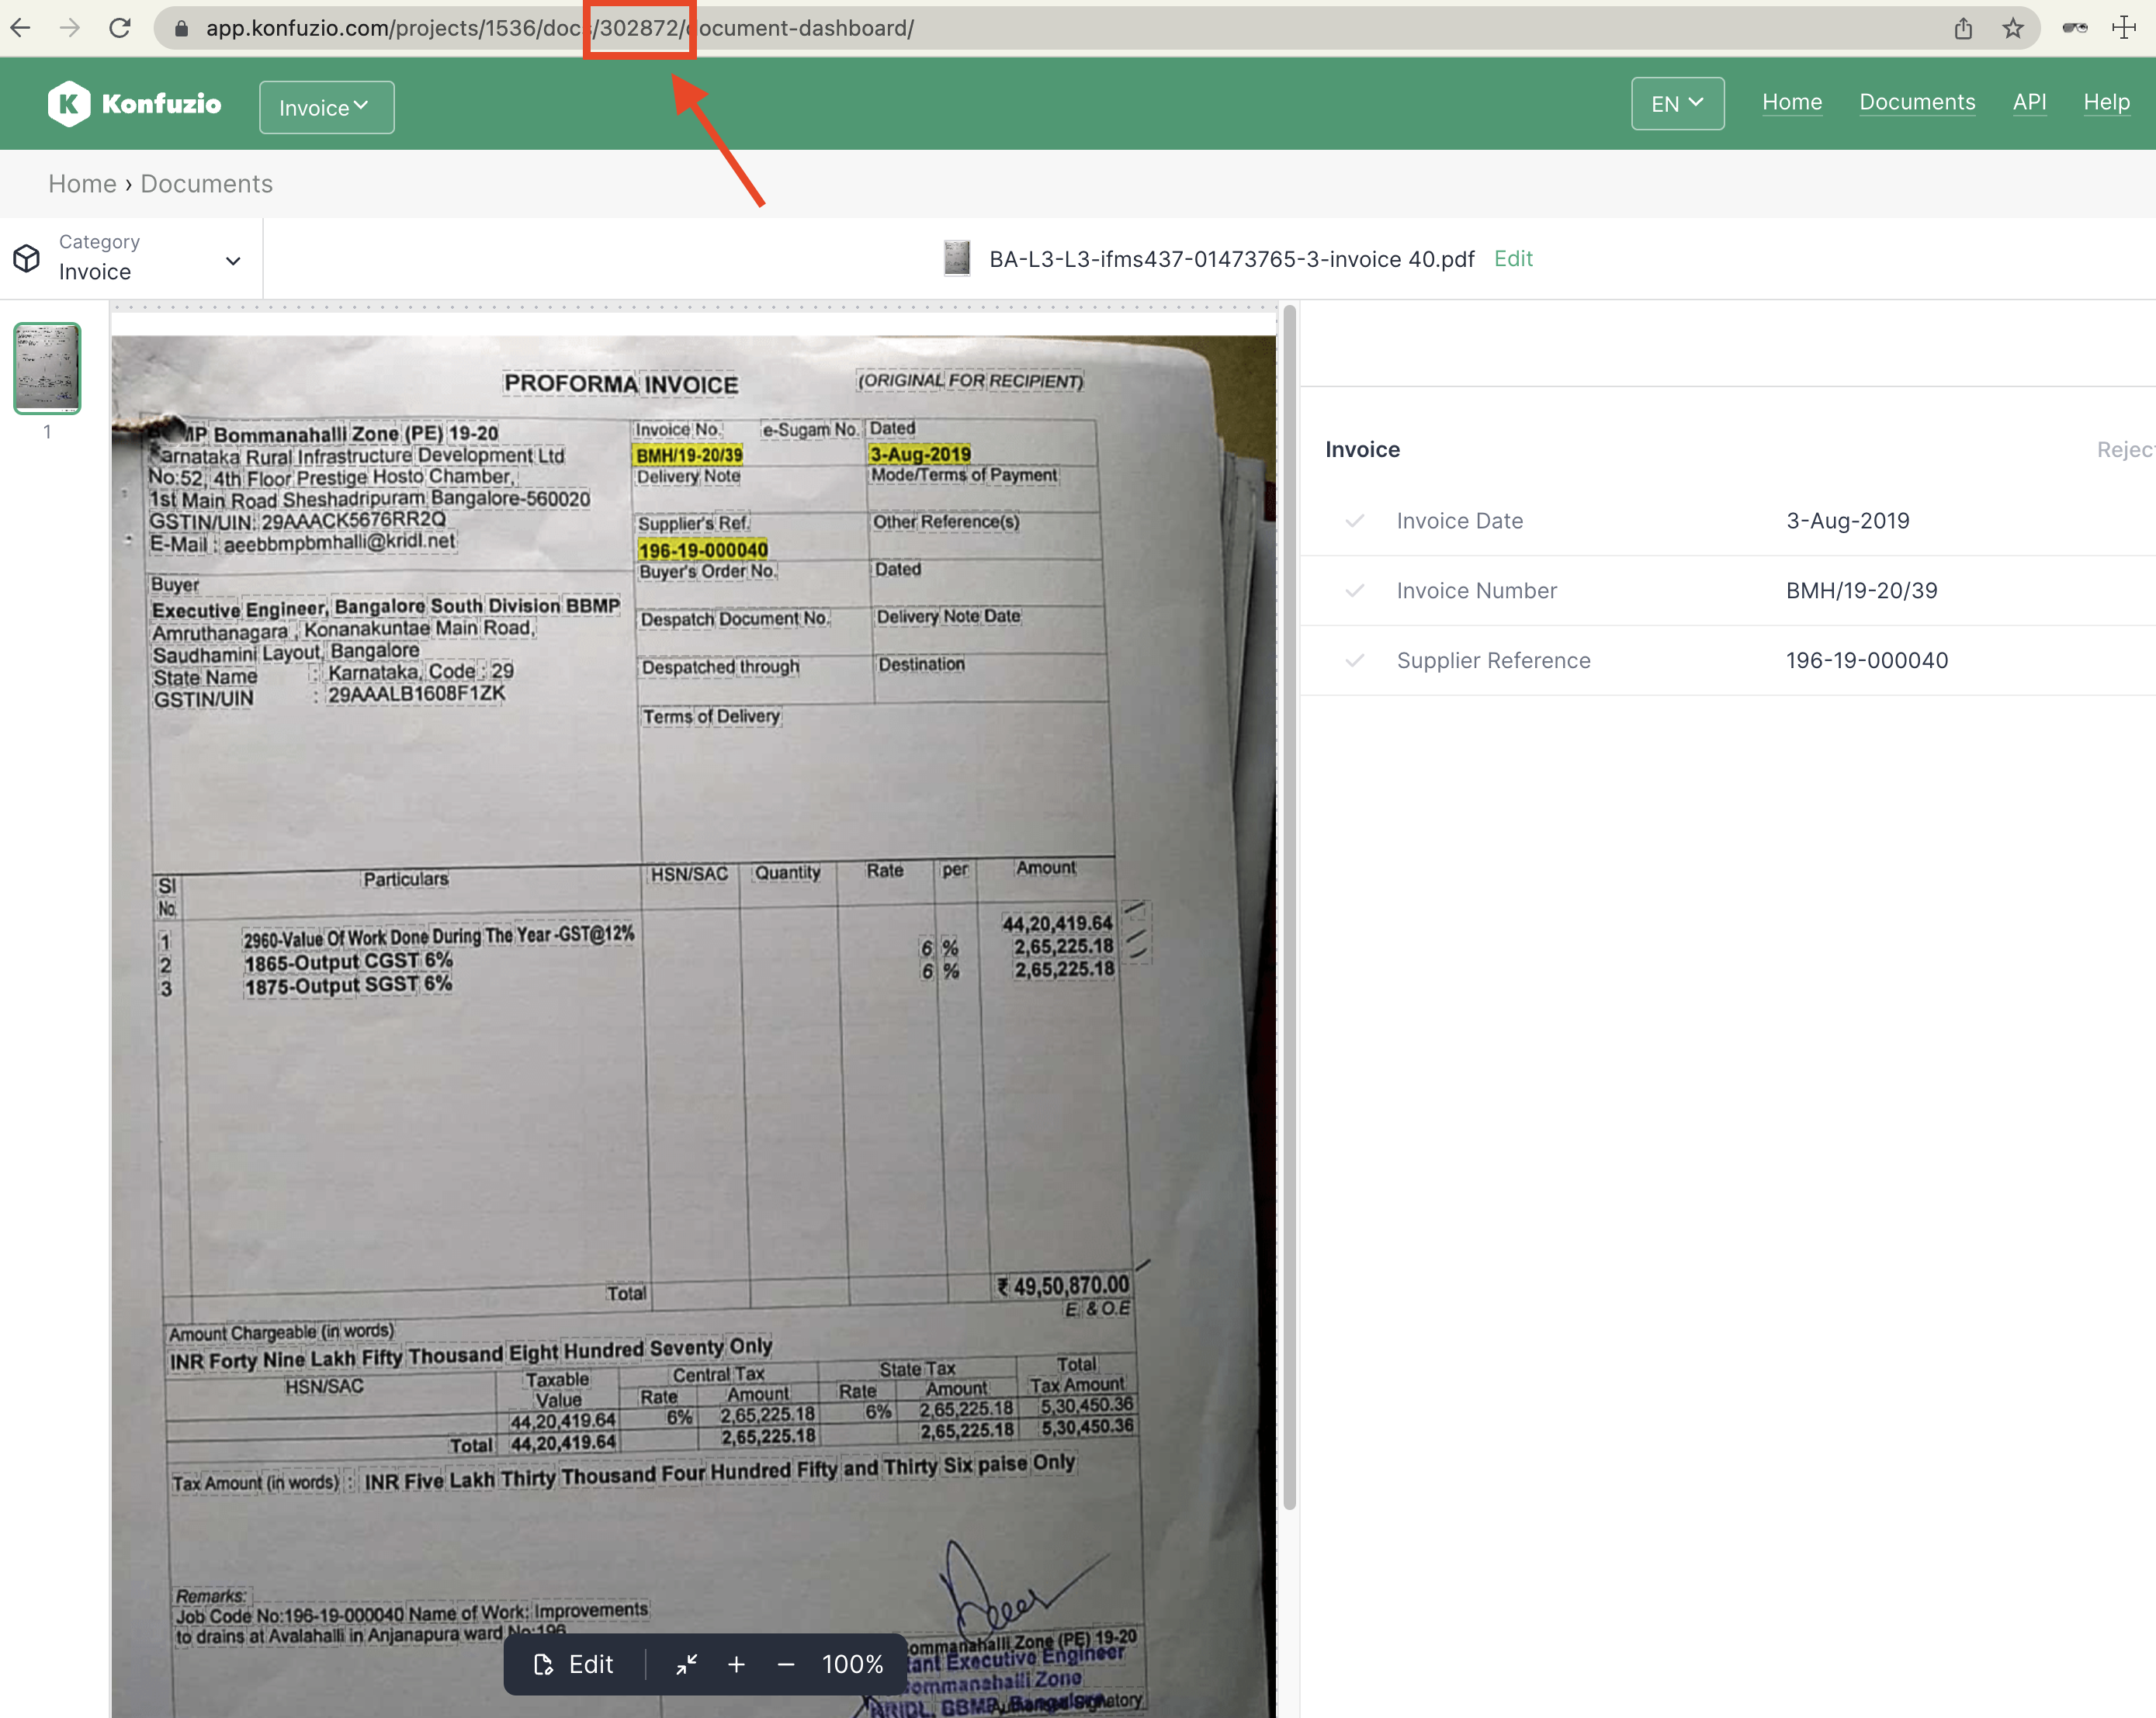 app.konfuzio.com/projects/1536/docs/302872/document-dashboard/
Konfuzio
Invoice
EN
Home
Documents
API
Help
Home › Documents
Category
Invoice
BA-L3-L3-ifms437-01473765-3-invoice 40.pdf Edit
1
PROFORMA INVOICE
(ORIGINAL FOR RECIPIENT)
Bommanahalli Zone (PE) 19-20
Karnataka Rural Infrastructure Development Ltd
No:52, 4th Floor Prestige Hosto Chamber,
1st Main Road Sheshadripuram Bangalore-560020
GSTIN/UIN: 29AAACK5676RR2Q
E-Mail : aeebbmpbmhalli@kridl.net
Invoice No. e-Sugam No. Dated
BMH/19-20/39 3-Aug-2019
Delivery Note Mode/Terms of Payment
Supplier's Ref. Other Reference(s)
196-19-000040
Buyer's Order No. Dated
Despatch Document No. Delivery Note Date
Despatched through Destination
Terms of Delivery
Buyer
Executive Engineer, Bangalore South Division BBMP
Amruthanagara , Konanakuntae Main Road,
Saudhamini Layout, Bangalore
State Name : Karnataka, Code : 29
GSTIN/UIN : 29AAALB1608F1ZK
Sl No. Particulars HSN/SAC Quantity Rate per Amount
1 2960-Value Of Work Done During The Year -GST@12% 44,20,419.64
2 1865-Output CGST 6% 6 % 2,65,225.18
3 1875-Output SGST 6% 6 % 2,65,225.18
Total ₹ 49,50,870.00
E. & O.E
Amount Chargeable (in words)
INR Forty Nine Lakh Fifty Thousand Eight Hundred Seventy Only
HSN/SAC Taxable Value Central Tax State Tax Total Tax Amount
Rate Amount Rate Amount
44,20,419.64 6% 2,65,225.18 6% 2,65,225.18 5,30,450.36
Total 44,20,419.64 2,65,225.18 2,65,225.18 5,30,450.36
Tax Amount (in words) : INR Five Lakh Thirty Thousand Four Hundred Fifty and Thirty Six paise Only
Remarks:
Job Code No:196-19-000040 Name of Work: Improvements
to drains at Avalahalli in Anjanapura ward No:196
Zone (PE) 19-20
Executive Engineer
Zone
BBMP, Bangalore
Edit
100%
Invoice
Invoice Date 3-Aug-2019
Invoice Number BMH/19-20/39
Supplier Reference 196-19-000040